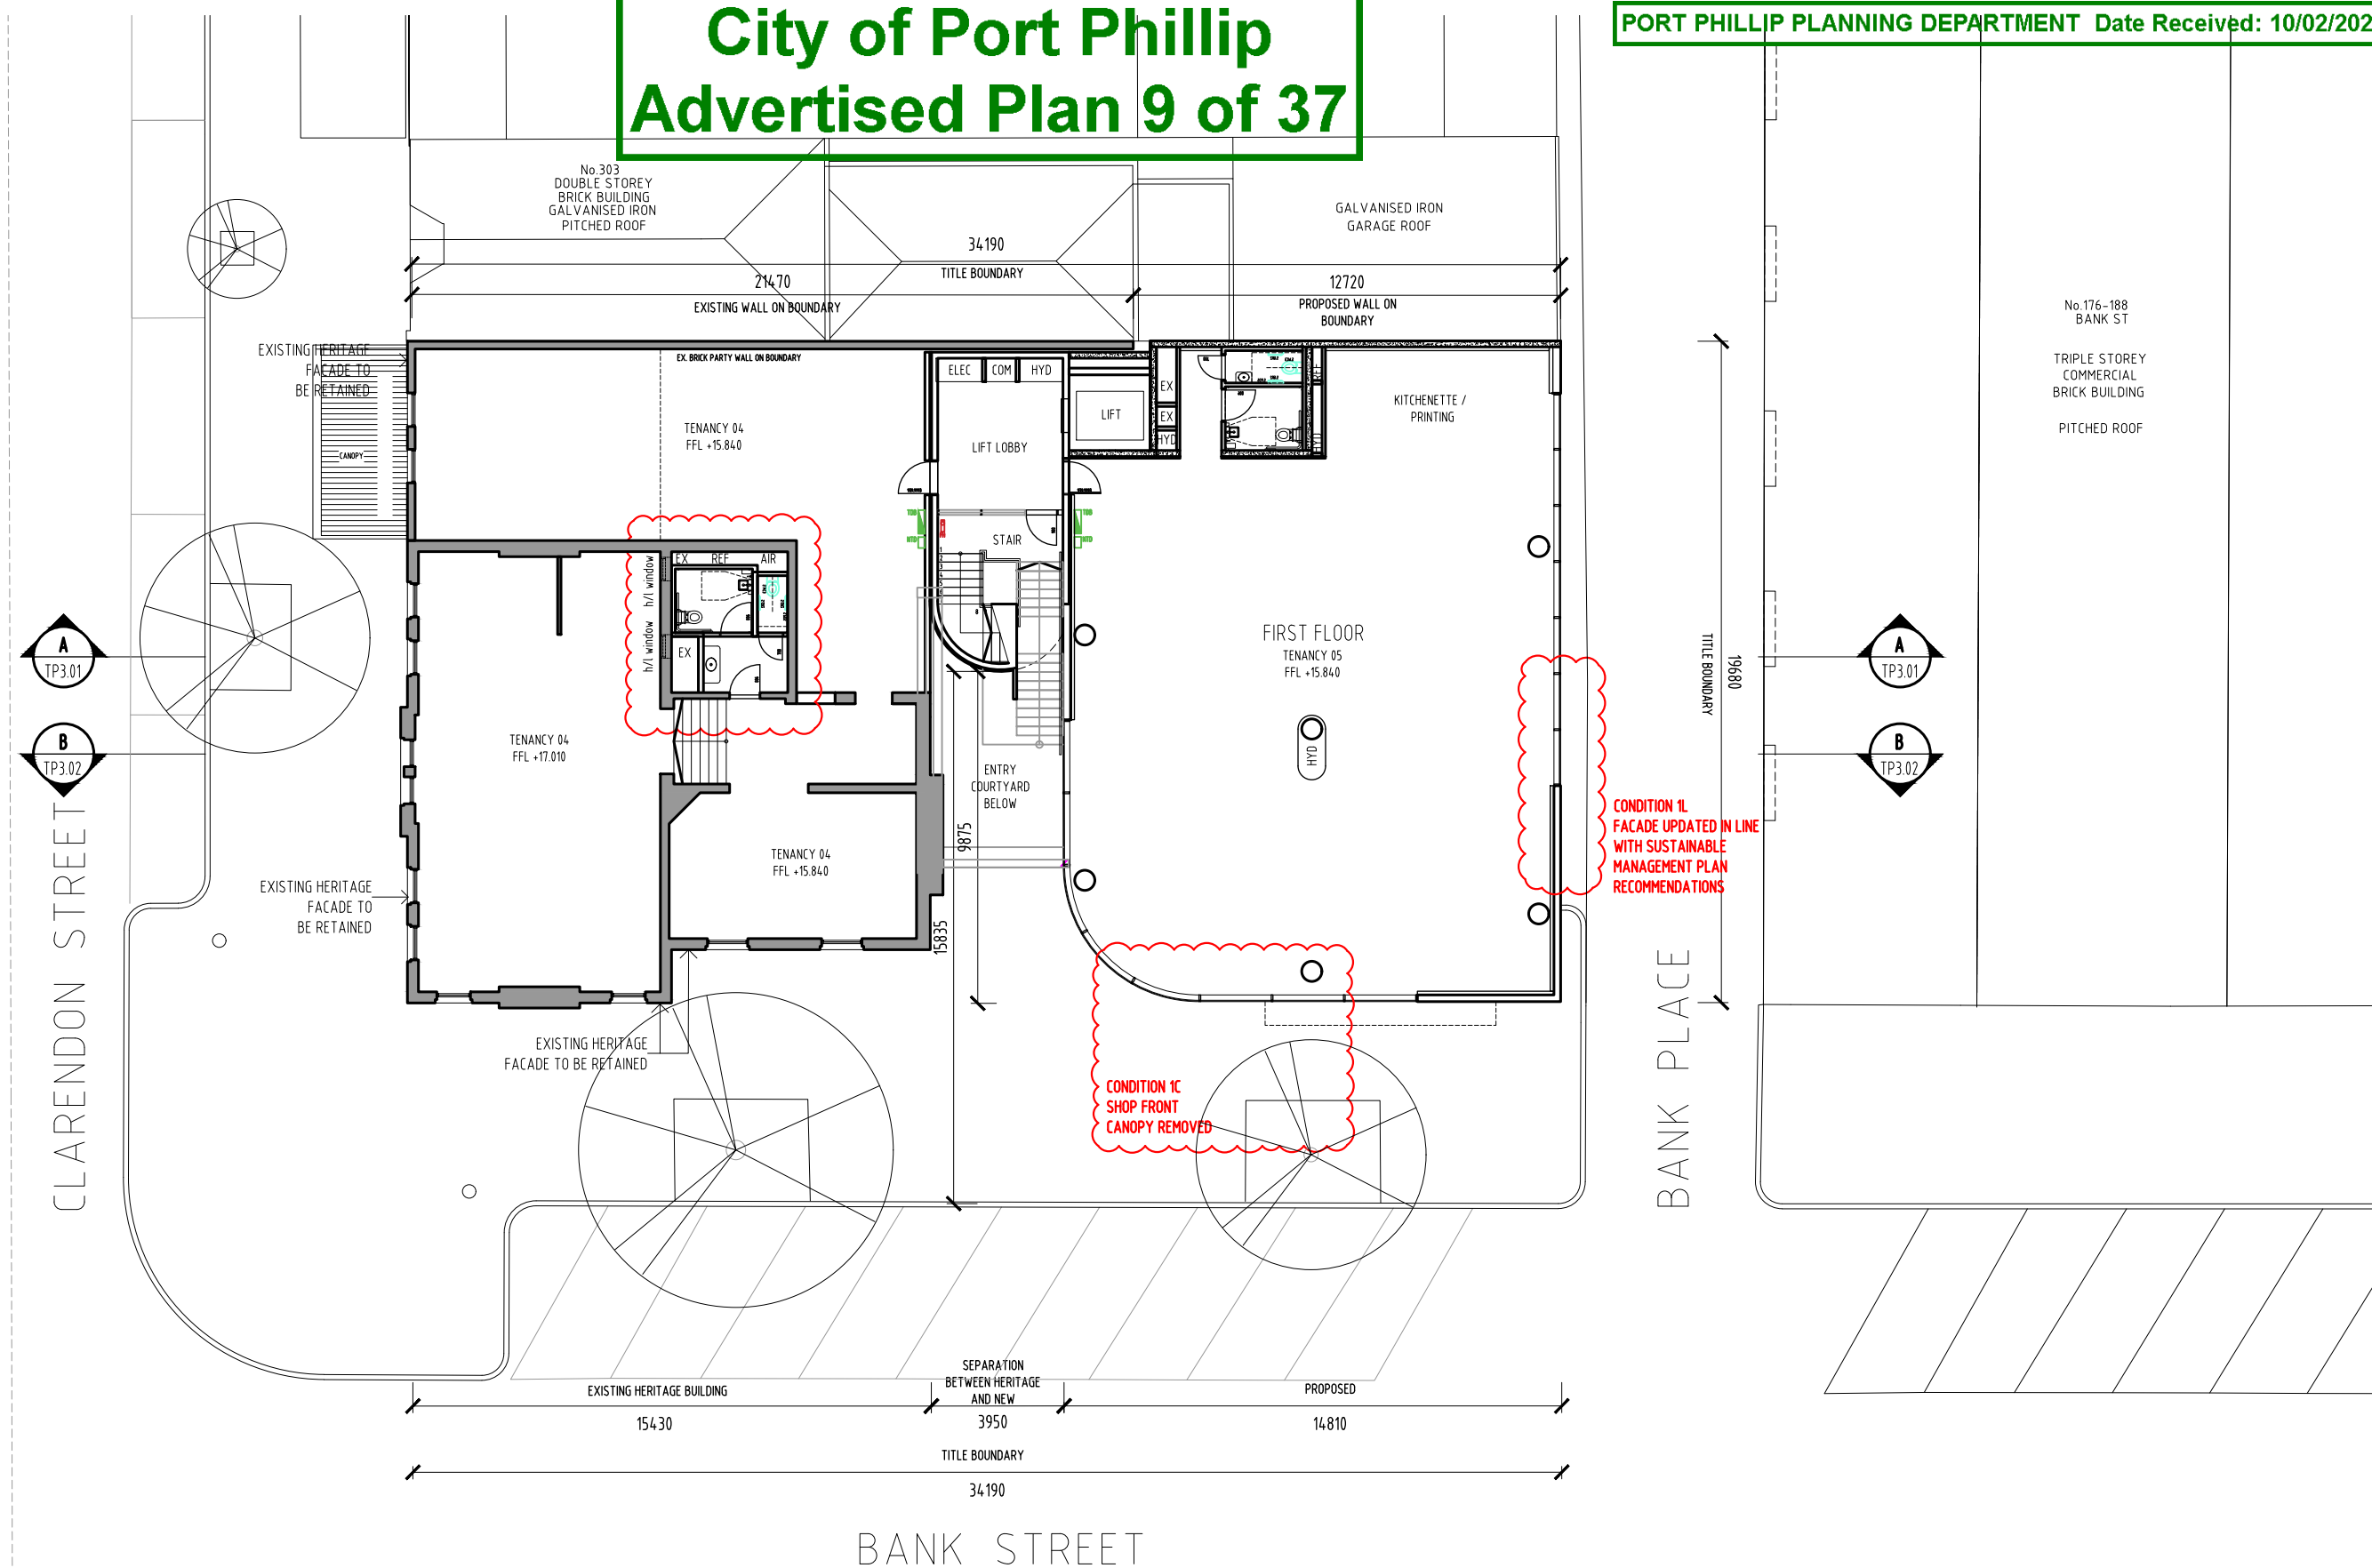 City of Port Phillip
Advertised Plan 9 of 37
PORT PHILLIP PLANNING DEPARTMENT Date Received: 10/02/202
No.303
DOUBLE STOREY
BRICK BUILDING
GALVANISED IRON
PITCHED ROOF
GALVANISED IRON
GARAGE ROOF
34190
TITLE BOUNDARY
21470
EXISTING WALL ON BOUNDARY
12720
PROPOSED WALL ON
BOUNDARY
No.176-188
BANK ST
TRIPLE STOREY
COMMERCIAL
BRICK BUILDING
PITCHED ROOF
EXISTING HERITAGE
FACADE TO
BE RETAINED
CANOPY
EX. BRICK PARTY WALL ON BOUNDARY
TENANCY 04
FFL +15.840
ELEC
COM
HYD
LIFT LOBBY
LIFT
EX
EX
HYD
REF
HYD
KITCHENETTE /
PRINTING
STAIR
EX
REF
AIR
EX
h/l window
h/l window
TENANCY 04
FFL +17.010
TENANCY 04
FFL +15.840
ENTRY
COURTYARD
BELOW
FIRST FLOOR
TENANCY 05
FFL +15.840
HYD
9875
15835
TITLE BOUNDARY
19680
A
TP3.01
B
TP3.02
A
TP3.01
B
TP3.02
CONDITION 1L
FACADE UPDATED IN LINE
WITH SUSTAINABLE
MANAGEMENT PLAN
RECOMMENDATIONS
EXISTING HERITAGE
FACADE TO
BE RETAINED
EXISTING HERITAGE
FACADE TO BE RETAINED
CONDITION 1C
SHOP FRONT
CANOPY REMOVED
CLARENDON STREET
BANK PLACE
EXISTING HERITAGE BUILDING
15430
SEPARATION
BETWEEN HERITAGE
AND NEW
3950
PROPOSED
14810
TITLE BOUNDARY
34190
BANK STREET